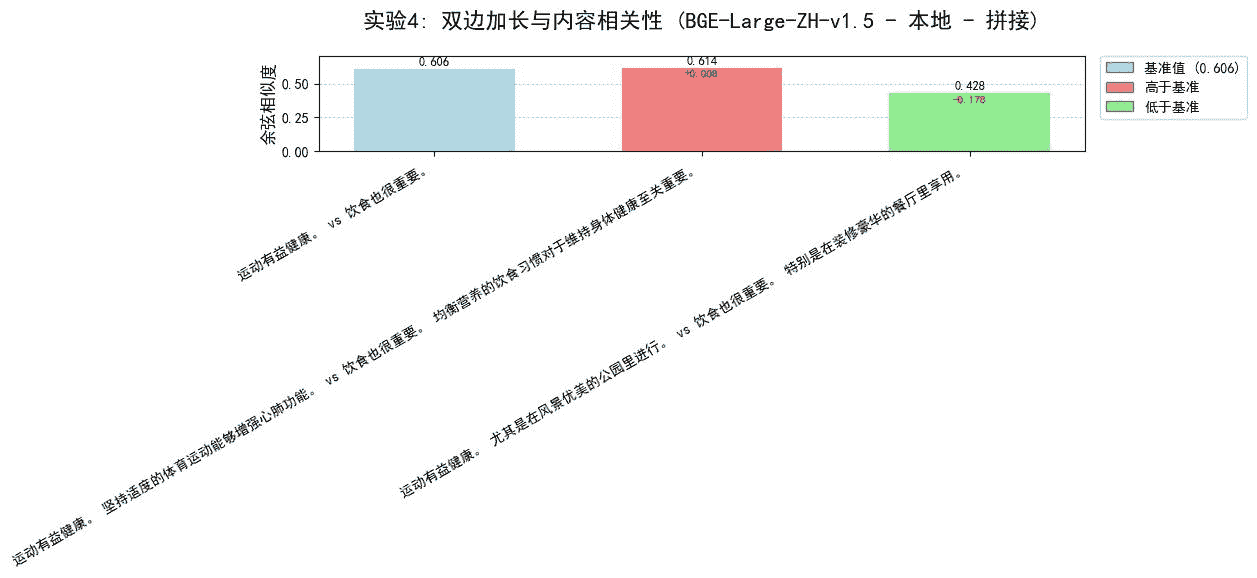 实验4: 双边加长与内容相关性 (BGE-Large-ZH-v1.5 - 本地 - 拼接)
余弦相似度
0.50
0.25
0.00
0.606
0.614
+0.008
0.428
-0.178
基准值 (0.606)
高于基准
低于基准
运动有益健康。 vs 饮食也很重要。
运动有益健康。 坚持适度的体育运动能够增强心肺功能。 vs 饮食也很重要。 均衡营养的饮食习惯对于维持身体健康至关重要。
运动有益健康。 尤其是在风景优美的公园里进行。 vs 饮食也很重要。 特别是在装修豪华的餐厅里享用。